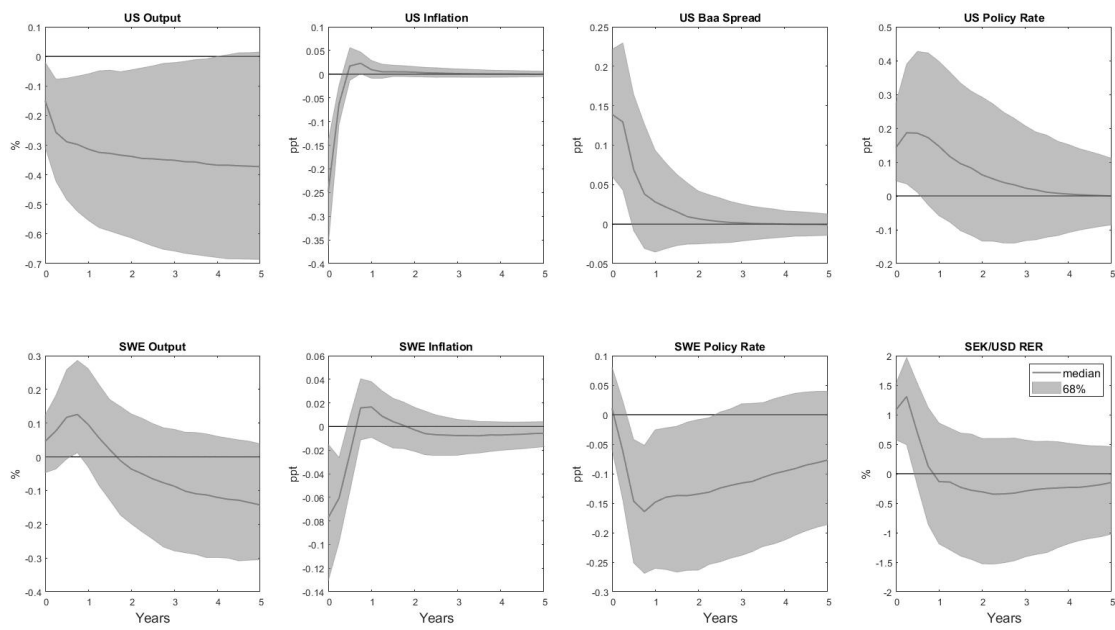 US Output
US Inflation
US Baa Spread
US Policy Rate
0.1
0
-0.1
-0.2
-0.3
-0.4
-0.5
-0.6
-0.7
%
0 1 2 3 4 5
0.1
0.05
0
-0.05
-0.1
-0.15
-0.2
-0.25
-0.3
-0.35
-0.4
ppt
0 1 2 3 4 5
0.25
0.2
0.15
0.1
0.05
0
-0.05
ppt
0 1 2 3 4 5
0.5
0.4
0.3
0.2
0.1
0
-0.1
-0.2
ppt
0 1 2 3 4 5
SWE Output
SWE Inflation
SWE Policy Rate
SEK/USD RER
0.3
0.2
0.1
0
-0.1
-0.2
-0.3
-0.4
%
0 1 2 3 4 5
Years
0.06
0.04
0.02
0
-0.02
-0.04
-0.06
-0.08
-0.1
-0.12
-0.14
ppt
0 1 2 3 4 5
Years
0.1
0.05
0
-0.05
-0.1
-0.15
-0.2
-0.25
-0.3
ppt
0 1 2 3 4 5
Years
2
1.5
1
0.5
0
-0.5
-1
-1.5
-2
%
median
68%
0 1 2 3 4 5
Years